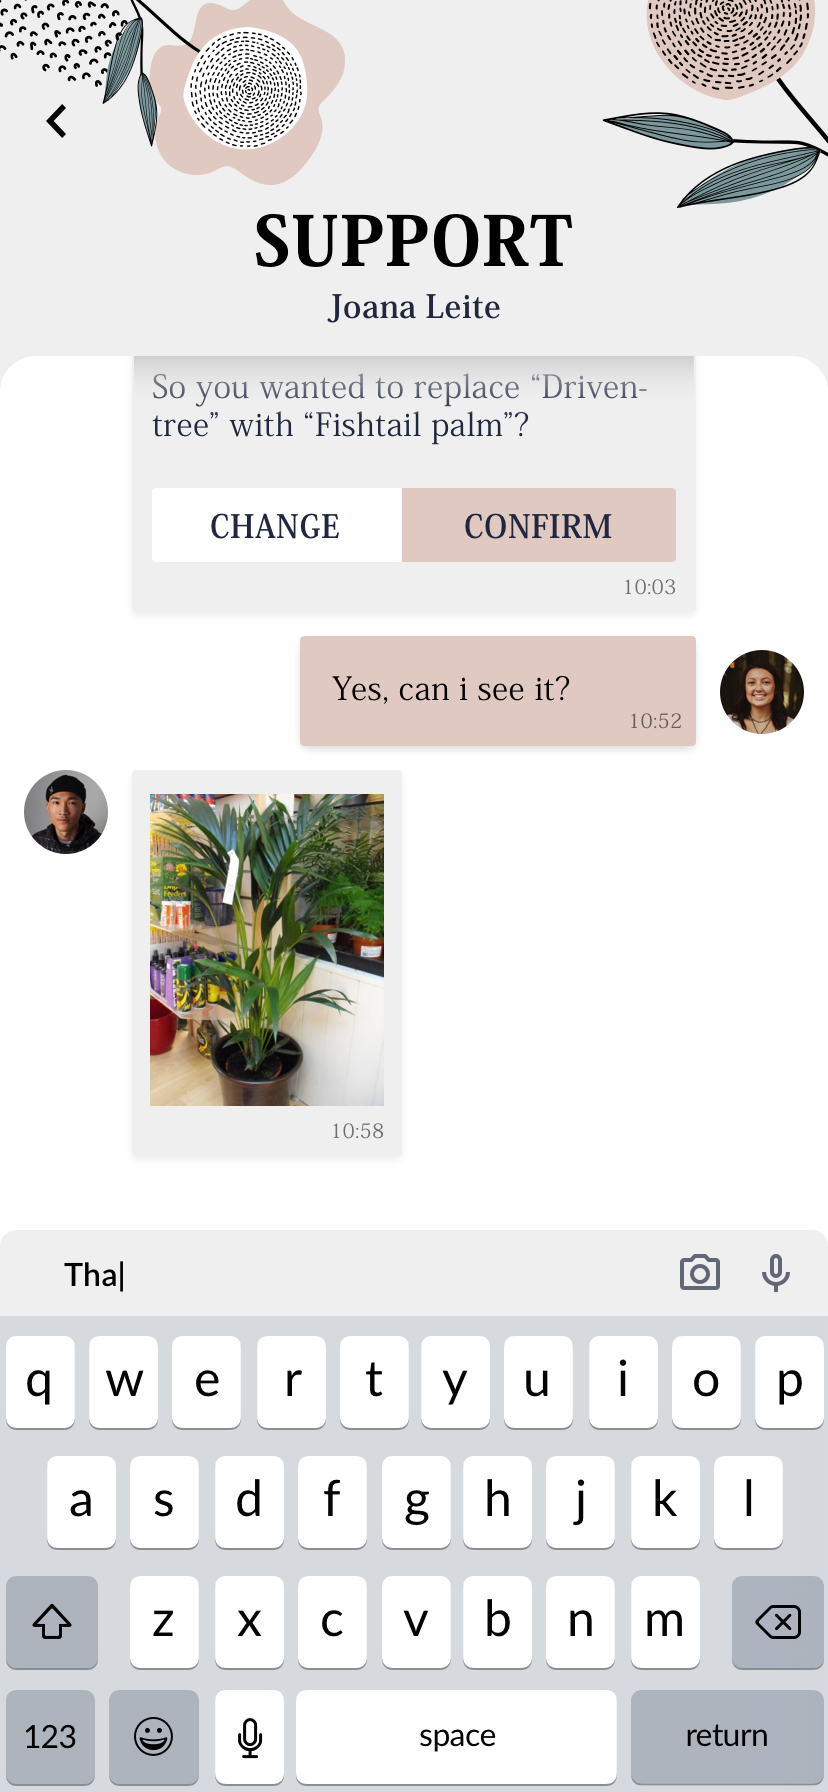 SUPPORT
Joana Leite
So you wanted to replace “Driven-
tree” with “Fishtail palm”?
CHANGE CONFIRM
10:03
Yes, can i see it?
10:52
10:58
Tha
q w e r t y u i o p
a s d f g h j k l
z x c v b n m
123 space return